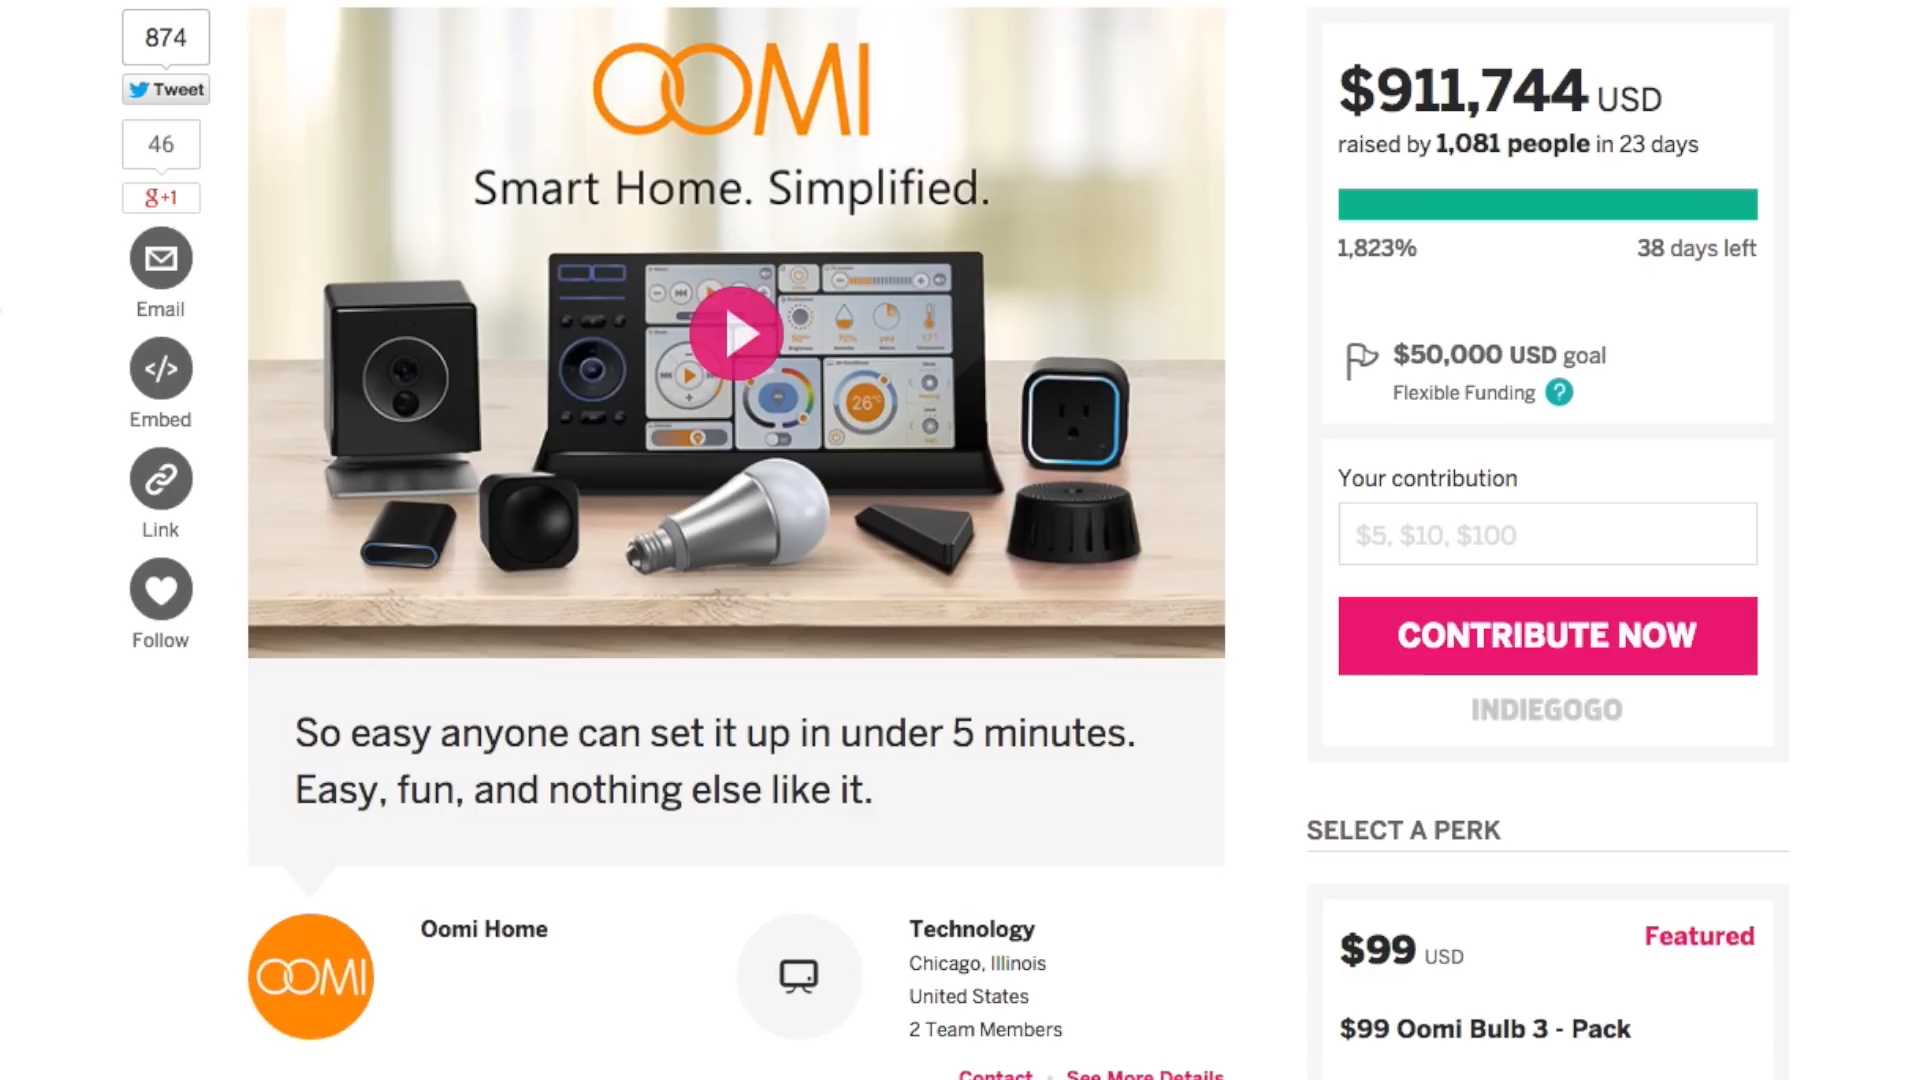 874
Tweet
46
g+1
Email
</>
Embed
Link
Follow
OOMI
Smart Home. Simplified.
26°
So easy anyone can set it up in under 5 minutes.
Easy, fun, and nothing else like it.
OOMI
Oomi Home
Technology
Chicago, Illinois
United States
2 Team Members
Contact
See More Details
$911,744 USD
raised by 1,081 people in 23 days
1,823%
38 days left
$50,000 USD goal
Flexible Funding ?
Your contribution
$5, $10, $100
CONTRIBUTE NOW
INDIEGOGO
SELECT A PERK
Featured
$99 USD
$99 Oomi Bulb 3 - Pack